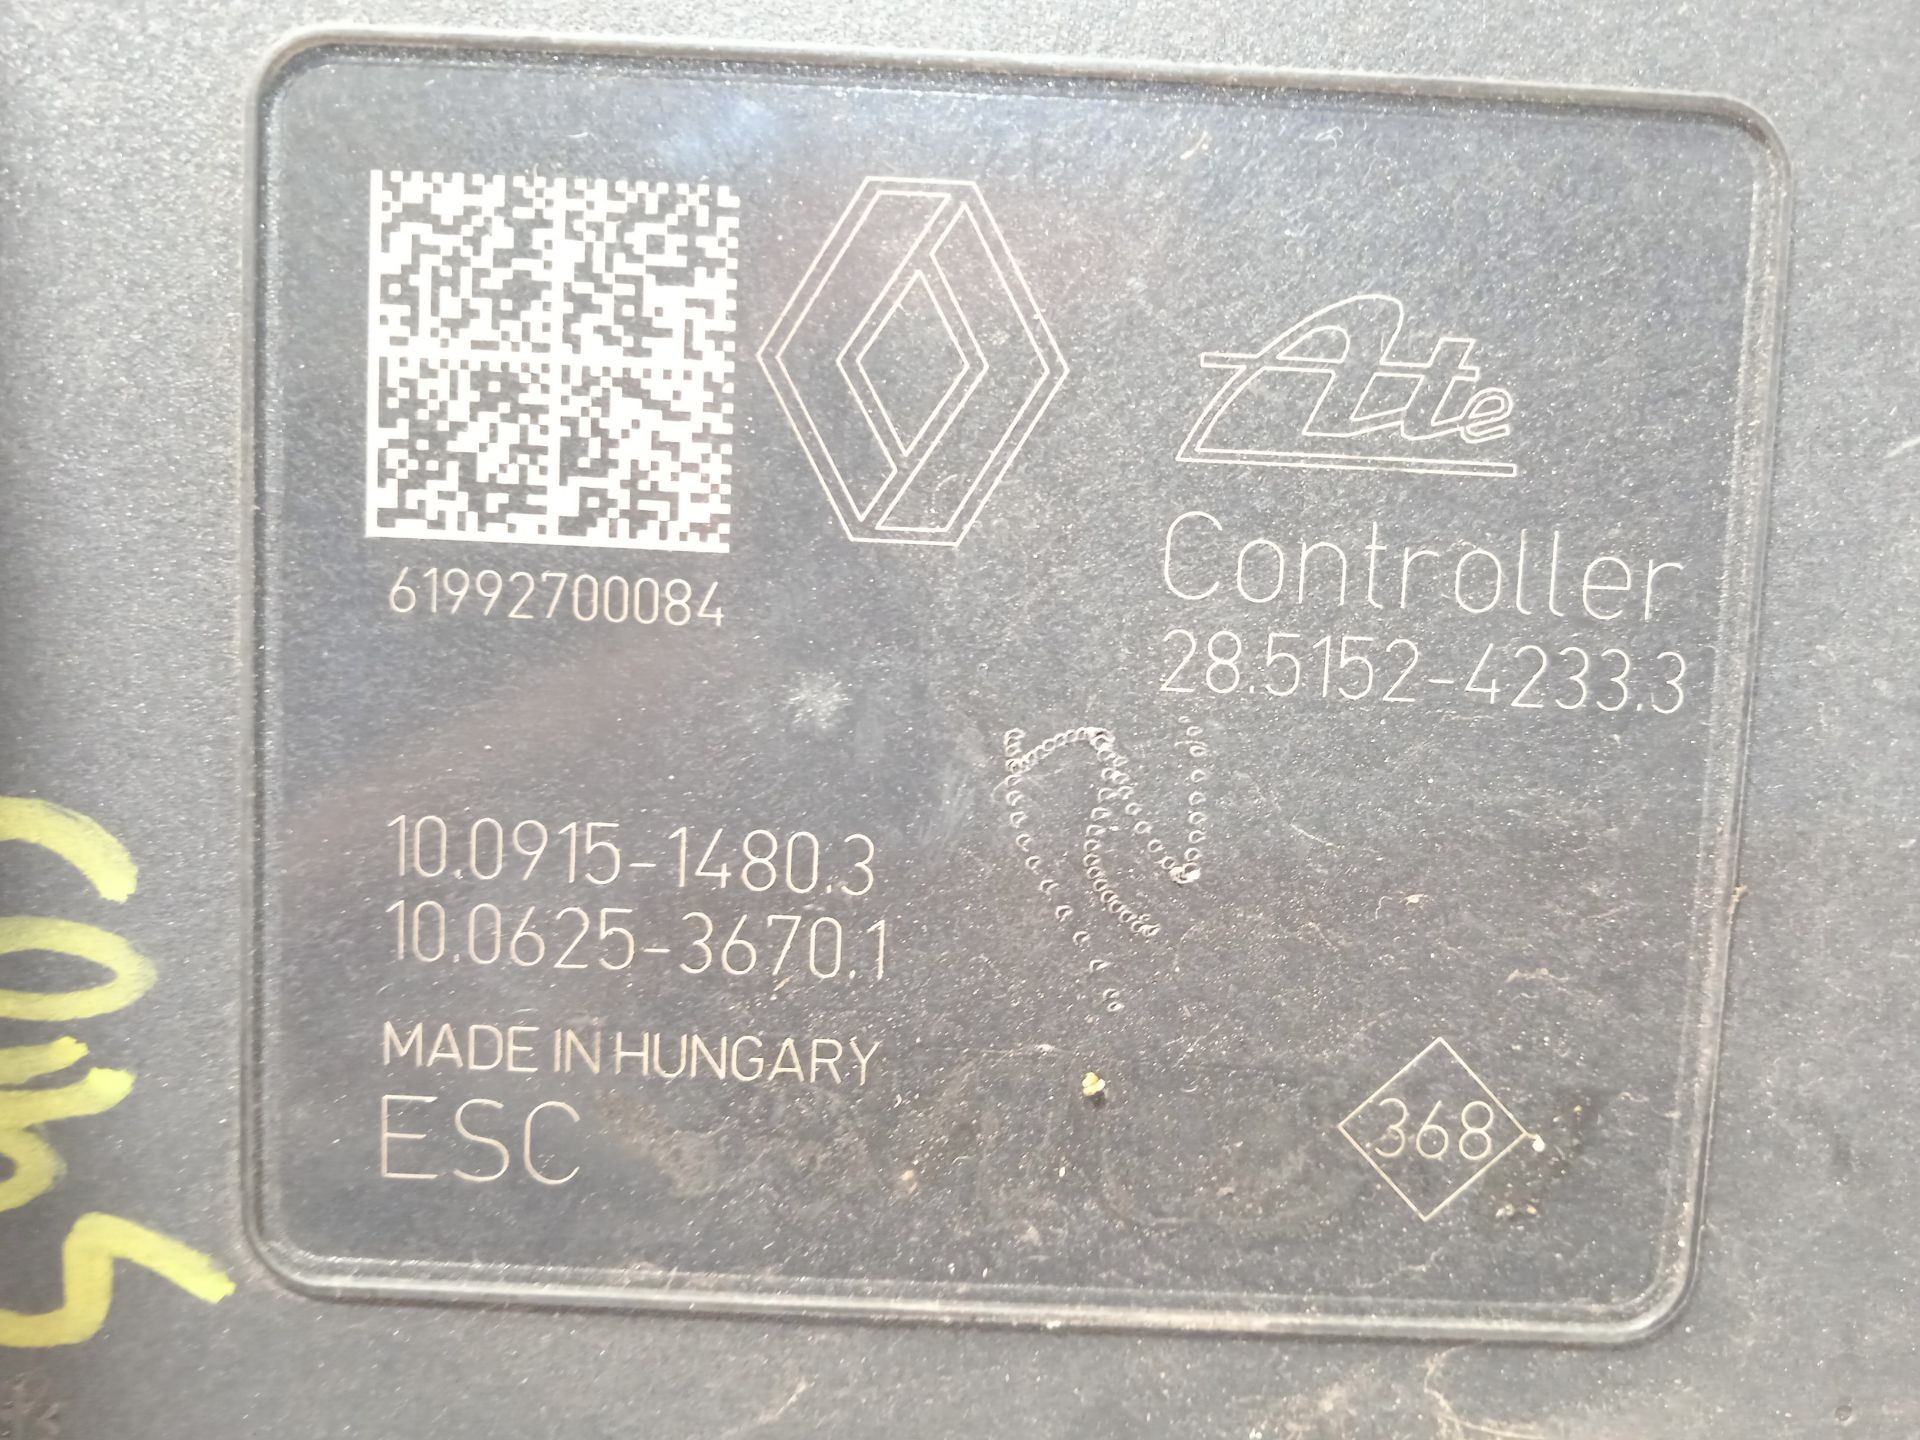 61992700084
Ate
Controller
28.5152-4233.3
10.0915-1480.3
10.0625-3670.1
MADE IN HUNGARY
ESC
368